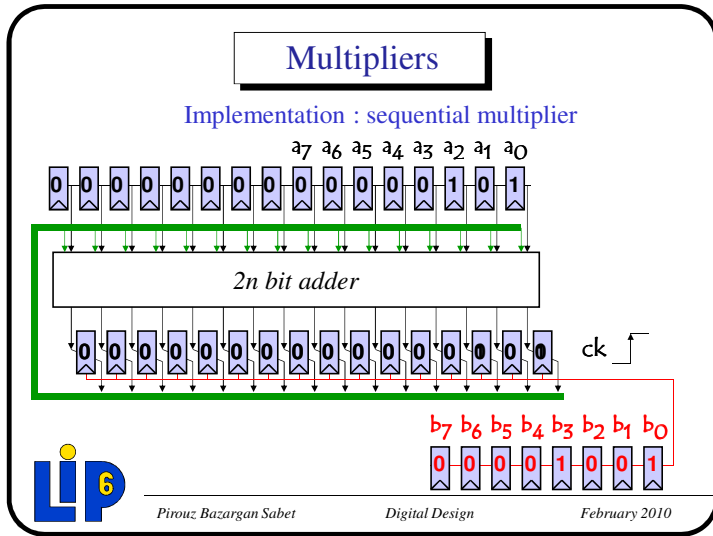 Multipliers
Implementation : sequential multiplier
a7 a6 a5 a4 a3 a2 a1 a0
0 0 0 0 0 0 0 0 0 0 0 0 0 1 0 1
2n bit adder
0 0 0 0 0 0 0 0 0 0 0 0 0 0
ck
b7 b6 b5 b4 b3 b2 b1 b0
0 0 0 0 1 0 0 1
LiP6
Pirouz Bazargan Sabet Digital Design February 2010